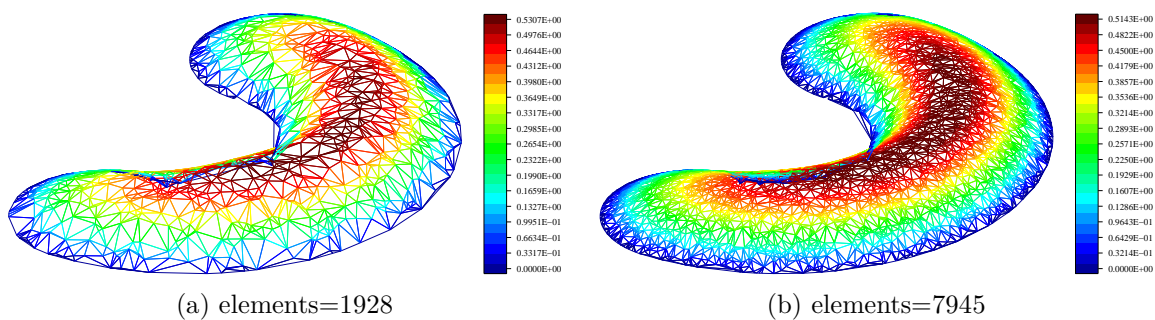 0.5307E+00
0.4976E+00
0.4644E+00
0.4312E+00
0.3980E+00
0.3649E+00
0.3317E+00
0.2985E+00
0.2654E+00
0.2322E+00
0.1990E+00
0.1659E+00
0.1327E+00
0.9951E-01
0.6634E-01
0.3317E-01
0.0000E+00
(a) elements=1928
0.5143E+00
0.4822E+00
0.4500E+00
0.4179E+00
0.3857E+00
0.3536E+00
0.3214E+00
0.2893E+00
0.2571E+00
0.2250E+00
0.1929E+00
0.1607E+00
0.1286E+00
0.9643E-01
0.6429E-01
0.3214E-01
0.0000E+00
(b) elements=7945